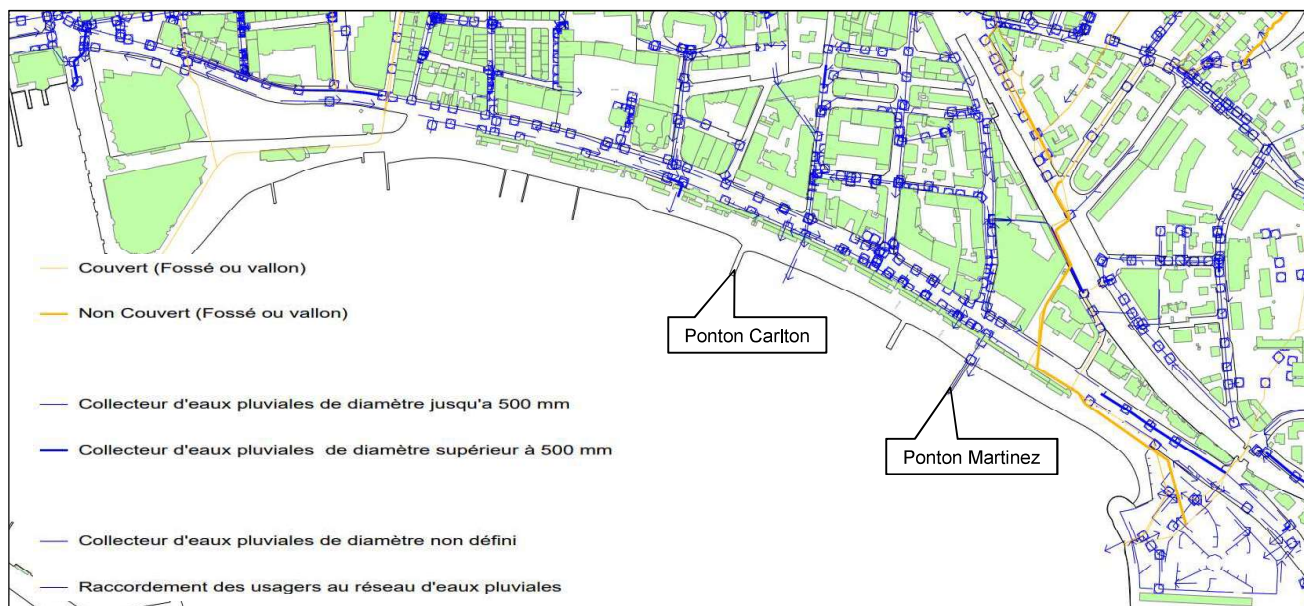 Couvert (Fossé ou vallon)
Non Couvert (Fossé ou vallon)
Ponton Carlton
Collecteur d'eaux pluviales de diamètre jusqu'a 500 mm
Collecteur d'eaux pluviales de diamètre supérieur à 500 mm
Ponton Martinez
Collecteur d'eaux pluviales de diamètre non défini
Raccordement des usagers au réseau d'eaux pluviales